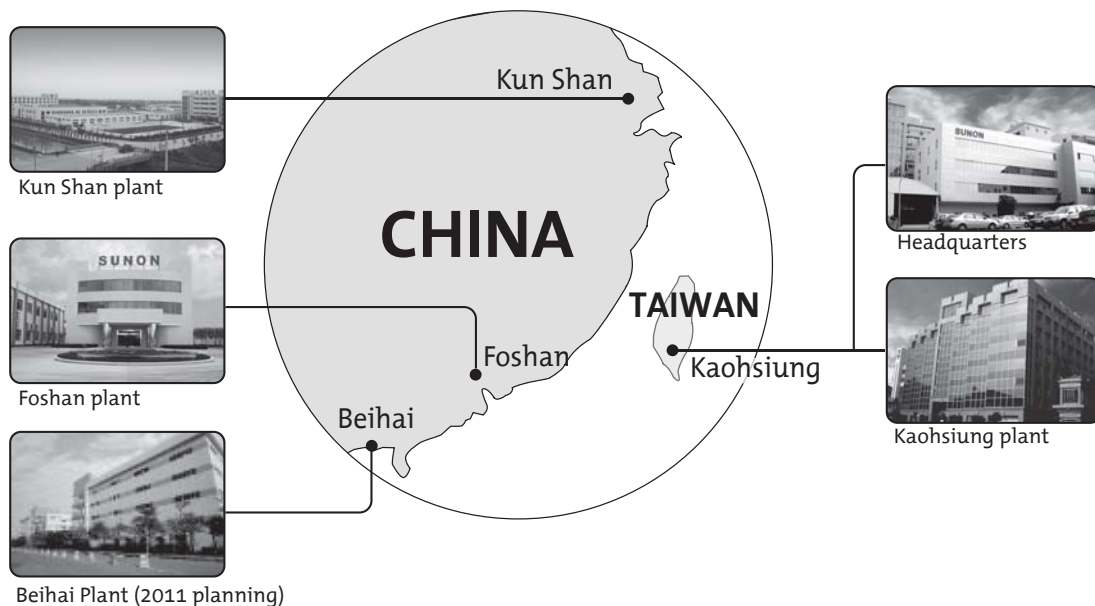 Kun Shan
Kun Shan plant
SUNON
Headquarters
CHINA
SUNON
TAIWAN
Foshan
Kaohsiung
Foshan plant
Beihai
Kaohsiung plant
Beihai Plant (2011 planning)